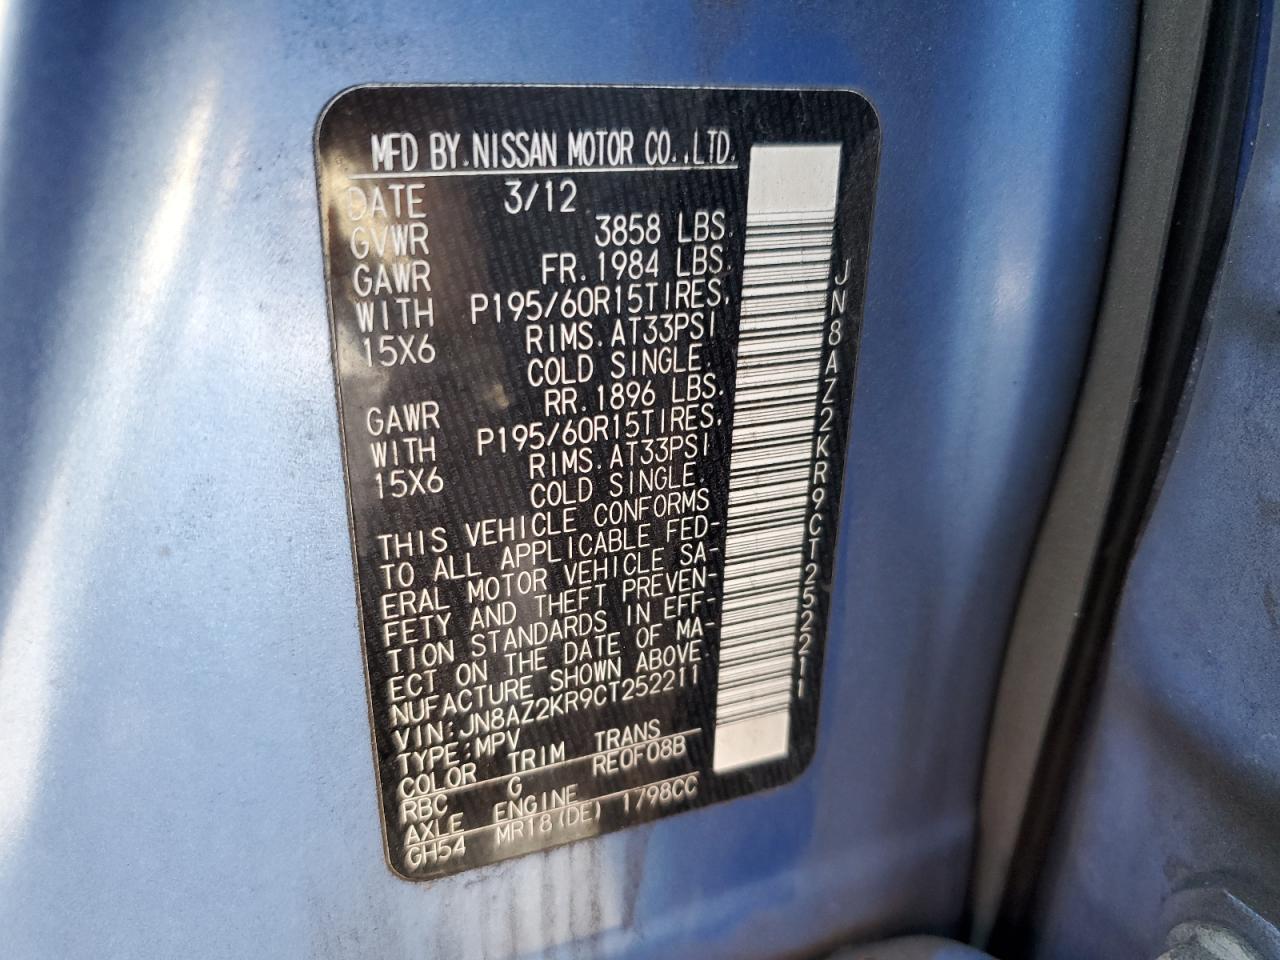 MFD BY.NISSAN MOTOR CO.,LTD.
DATE 3/12
GVWR 3858 LBS.
GAWR FR.1984 LBS.
WITH P195/60R15TIRES,
15X6 RIMS.AT33PSI
COLD SINGLE.
GAWR RR.1896 LBS.
WITH P195/60R15TIRES,
15X6 RIMS.AT33PSI
COLD SINGLE.
THIS VEHICLE CONFORMS
TO ALL APPLICABLE FED-
ERAL MOTOR VEHICLE SA-
FETY AND THEFT PREVEN-
TION STANDARDS IN EFF-
ECT ON THE DATE OF MA-
NUFACTURE SHOWN ABOVE.
VIN:JN8AZ2KR9CT252211
TYPE:MPV
COLOR TRIM TRANS
RBC G RE0F08B
AXLE ENGINE
GH54 MR18(DE) 1798CC
JN8AZ2KR9CT252211